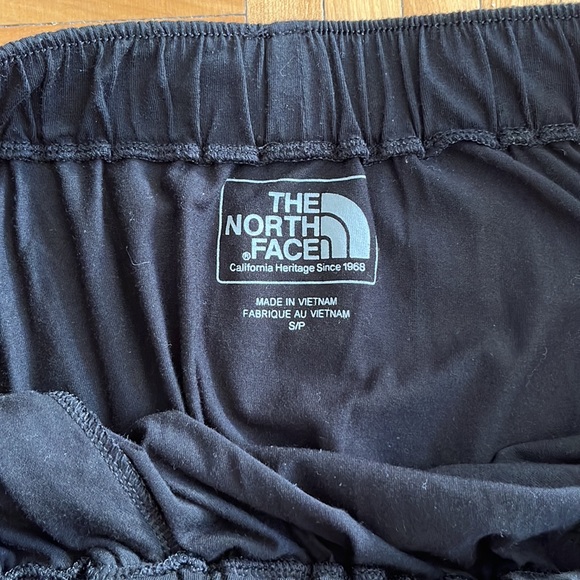 THE
NORTH
®FACE
California Heritage Since 1968
MADE IN VIETNAM
FABRIQUE AU VIETNAM
S/P